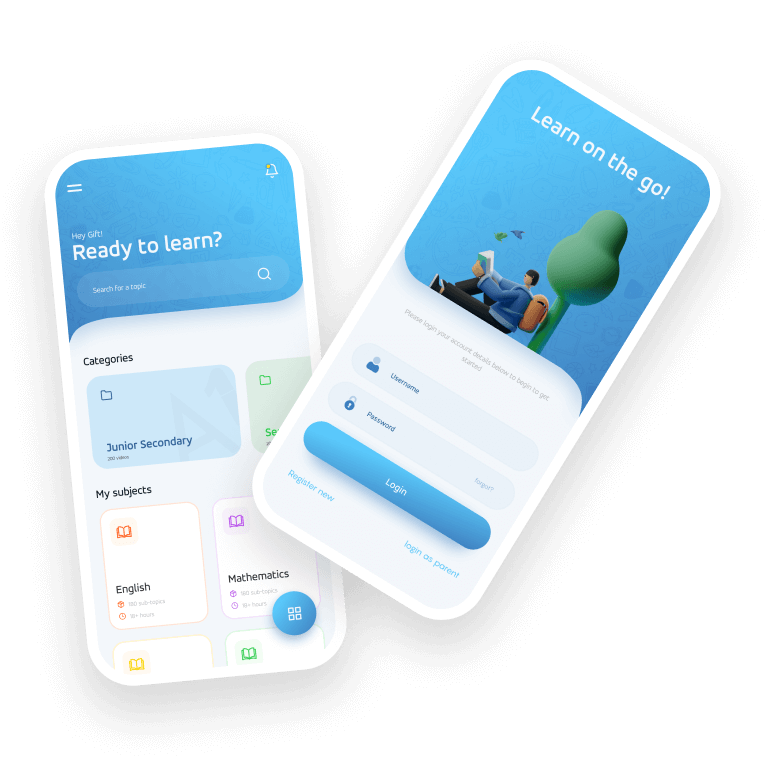 Hey Gift!
Ready to learn?
Search for a topic
Categories
Junior Secondary
200 videos
Se
My subjects
English
180 sub-topics
18+ hours
Mathematics
180 sub-topics
18+ hours
Learn on the go!
Please login your account details below to begin to get
started
Username
Password
forgot?
Login
Register new
login as parent